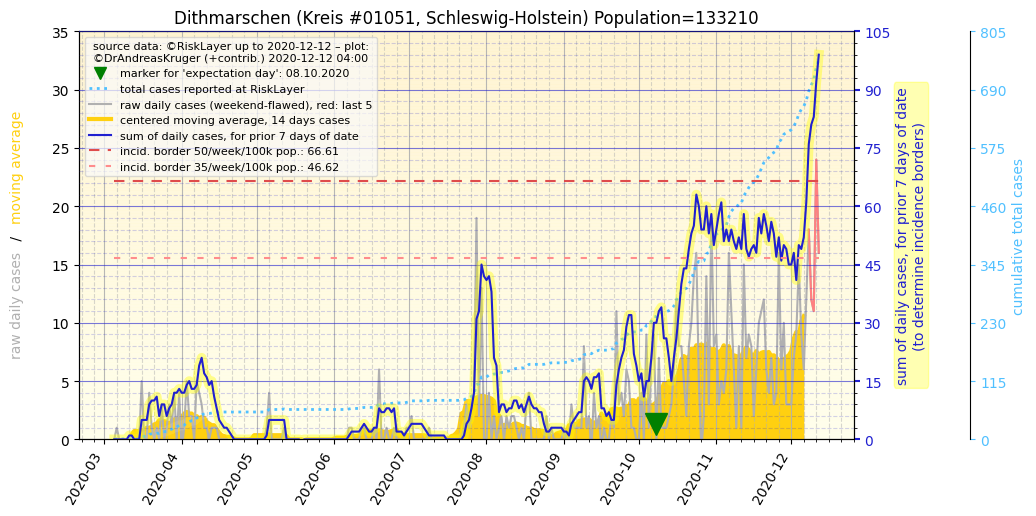 Dithmarschen (Kreis #01051, Schleswig-Holstein) Population=133210
source data: ©RiskLayer up to 2020-12-12 – plot:
©DrAndreasKruger (+contrib.) 2020-12-12 04:00
marker for 'expectation day': 08.10.2020
total cases reported at RiskLayer
raw daily cases (weekend-flawed), red: last 5
centered moving average, 14 days cases
sum of daily cases, for prior 7 days of date
incid. border 50/week/100k pop.: 66.61
incid. border 35/week/100k pop.: 46.62
raw daily cases / moving average
35
30
25
20
15
10
5
0
2020-03
2020-04
2020-05
2020-06
2020-07
2020-08
2020-09
2020-10
2020-11
2020-12
105
90
75
60
45
30
15
0
sum of daily cases, for prior 7 days of date
(to determine incidence borders)
805
690
575
460
345
230
115
0
cumulative total cases